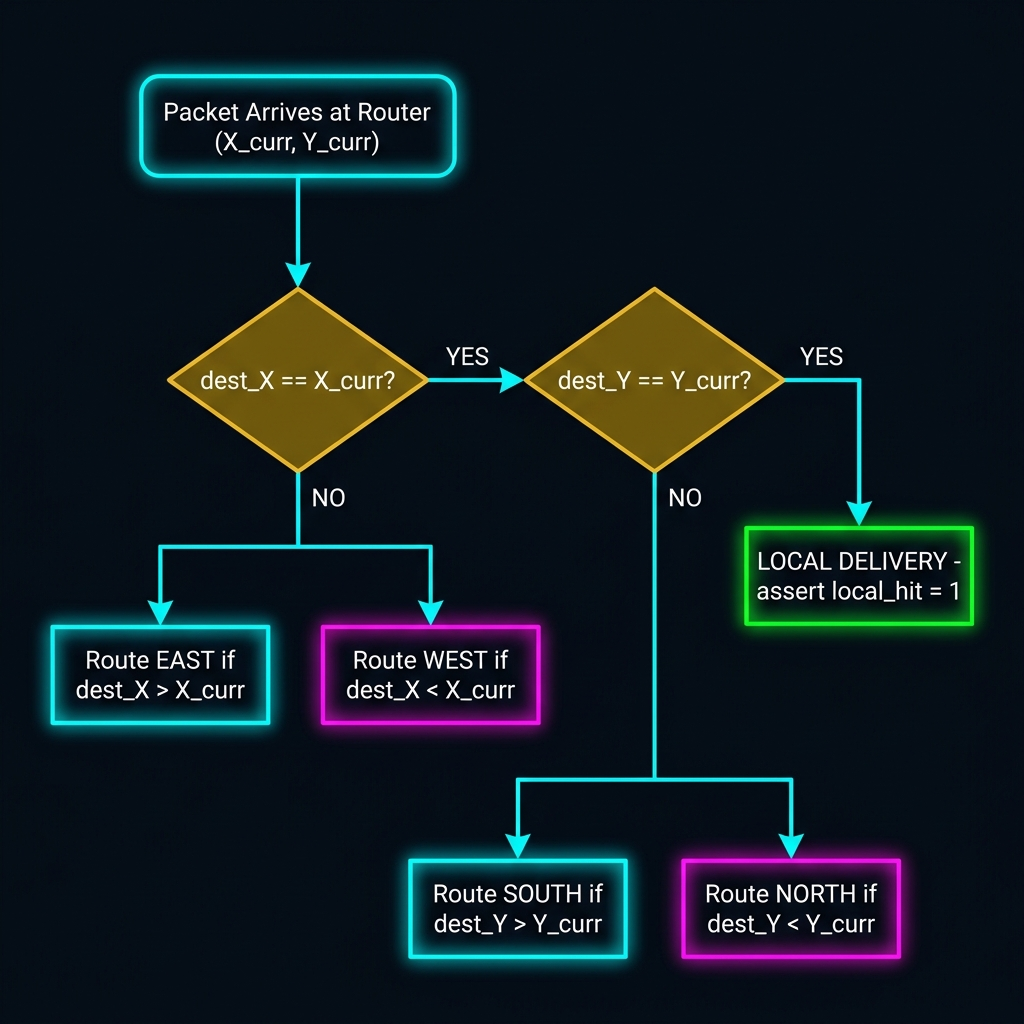 Packet Arrives at Router
(X_curr, Y_curr)
dest_X == X_curr?
YES
dest_Y == Y_curr?
YES
NO
NO
LOCAL DELIVERY -
assert local_hit = 1
Route EAST if
dest_X > X_curr
Route WEST if
dest_X < X_curr
Route SOUTH if
dest_Y > Y_curr
Route NORTH if
dest_Y < Y_curr